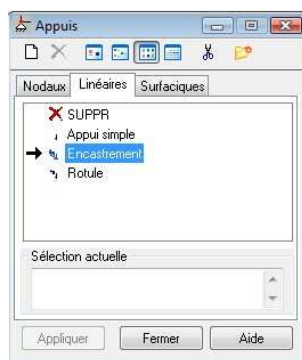 Appuis
Nodaux Linéaires Surfaciques
SUPPR
Appui simple
Encastrement
Rotule
Sélection actuelle
Appliquer Fermer Aide